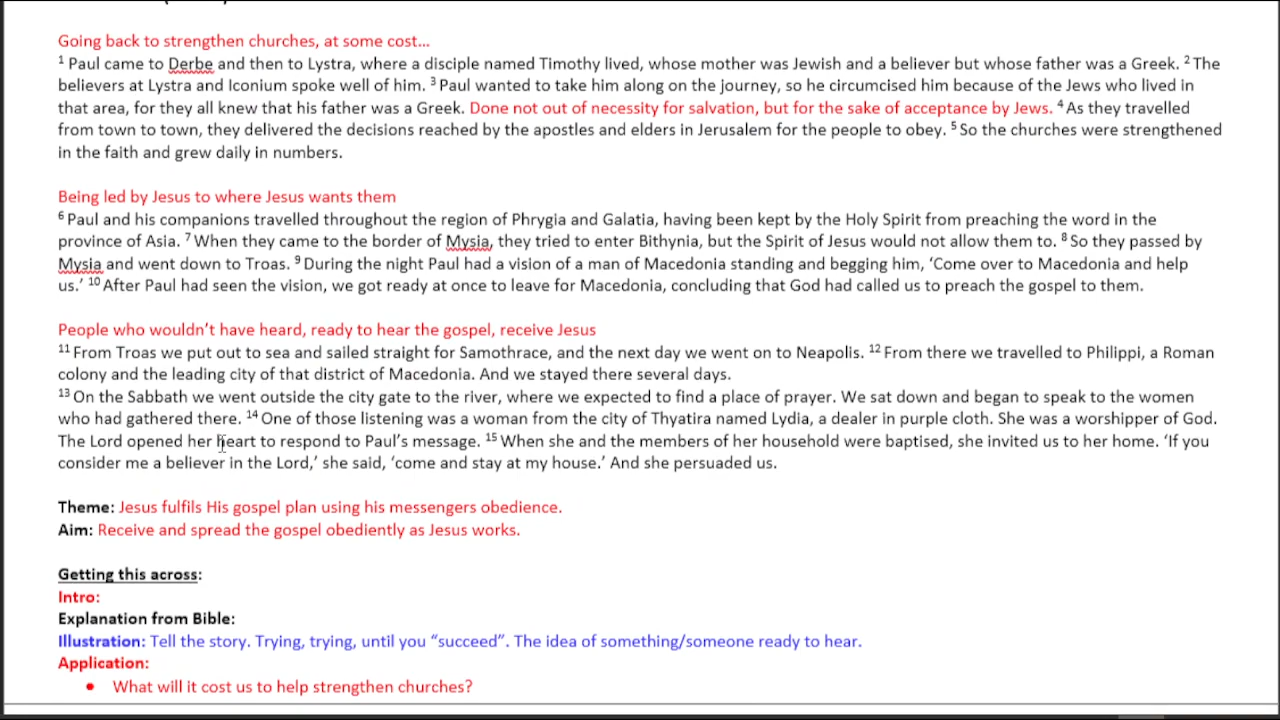 Going back to strengthen churches, at some cost...
1 Paul came to Derbe and then to Lystra, where a disciple named Timothy lived, whose mother was Jewish and a believer but whose father was a Greek. 2 The
believers at Lystra and Iconium spoke well of him. 3 Paul wanted to take him along on the journey, so he circumcised him because of the Jews who lived in
that area, for they all knew that his father was a Greek. Done not out of necessity for salvation, but for the sake of acceptance by Jews. 4 As they travelled
from town to town, they delivered the decisions reached by the apostles and elders in Jerusalem for the people to obey. 5 So the churches were strengthened
in the faith and grew daily in numbers.
Being led by Jesus to where Jesus wants them
6 Paul and his companions travelled throughout the region of Phrygia and Galatia, having been kept by the Holy Spirit from preaching the word in the
province of Asia. 7 When they came to the border of Mysia, they tried to enter Bithynia, but the Spirit of Jesus would not allow them to. 8 So they passed by
Mysia and went down to Troas. 9 During the night Paul had a vision of a man of Macedonia standing and begging him, ‘Come over to Macedonia and help
us.’ 10 After Paul had seen the vision, we got ready at once to leave for Macedonia, concluding that God had called us to preach the gospel to them.
People who wouldn’t have heard, ready to hear the gospel, receive Jesus
11 From Troas we put out to sea and sailed straight for Samothrace, and the next day we went on to Neapolis. 12 From there we travelled to Philippi, a Roman
colony and the leading city of that district of Macedonia. And we stayed there several days.
13 On the Sabbath we went outside the city gate to the river, where we expected to find a place of prayer. We sat down and began to speak to the women
who had gathered there. 14 One of those listening was a woman from the city of Thyatira named Lydia, a dealer in purple cloth. She was a worshipper of God.
The Lord opened her heart to respond to Paul’s message. 15 When she and the members of her household were baptised, she invited us to her home. ‘If you
consider me a believer in the Lord,’ she said, ‘come and stay at my house.’ And she persuaded us.
Theme: Jesus fulfils His gospel plan using his messengers obedience.
Aim: Receive and spread the gospel obediently as Jesus works.
Getting this across:
Intro:
Explanation from Bible:
Illustration: Tell the story. Trying, trying, until you “succeed”. The idea of something/someone ready to hear.
Application:
• What will it cost us to help strengthen churches?